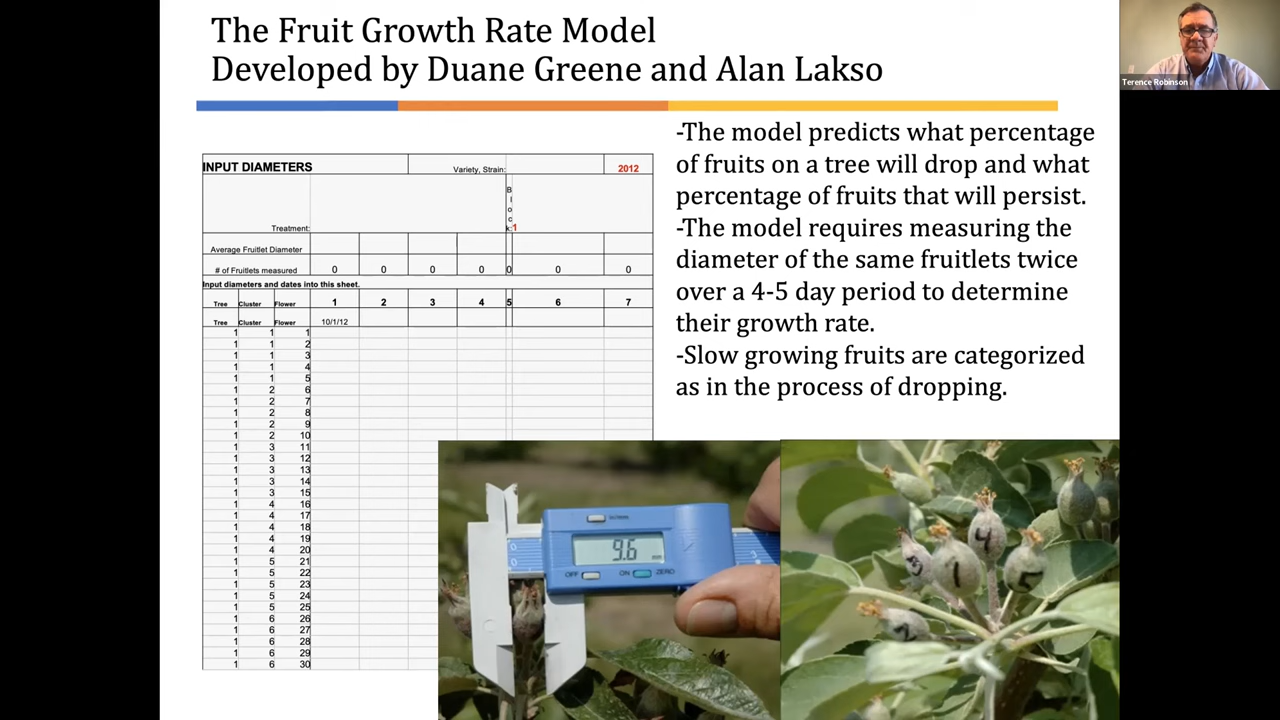 The Fruit Growth Rate Model
Developed by Duane Greene and Alan Lakso
Terence Robinson
-The model predicts what percentage
of fruits on a tree will drop and what
percentage of fruits that will persist.
-The model requires measuring the
diameter of the same fruitlets twice
over a 4-5 day period to determine
their growth rate.
-Slow growing fruits are categorized
as in the process of dropping.
INPUT DIAMETERS Variety, Strain: 2012
Treatment: Block:1
Average Fruitlet Diameter
# of Fruitlets measured 0 0 0 0 0 0 0
Input diameters and dates into this sheet.
Tree Cluster Flower 1 2 3 4 5 6 7
Tree Cluster Flower 10/1/12
1 1 1
1 1 2
1 1 3
1 1 4
1 1 5
1 2 6
1 2 7
1 2 8
1 2 9
1 2 10
1 3 11
1 3 12
1 3 13
1 3 14
1 3 15
1 4 16
1 4 17
1 4 18
1 4 19
1 4 20
1 5 21
1 5 22
1 5 23
1 5 24
1 5 25
1 6 26
1 6 27
1 6 28
1 6 29
1 6 30
9.6 mm
OFF ON ZERO
4
1
5